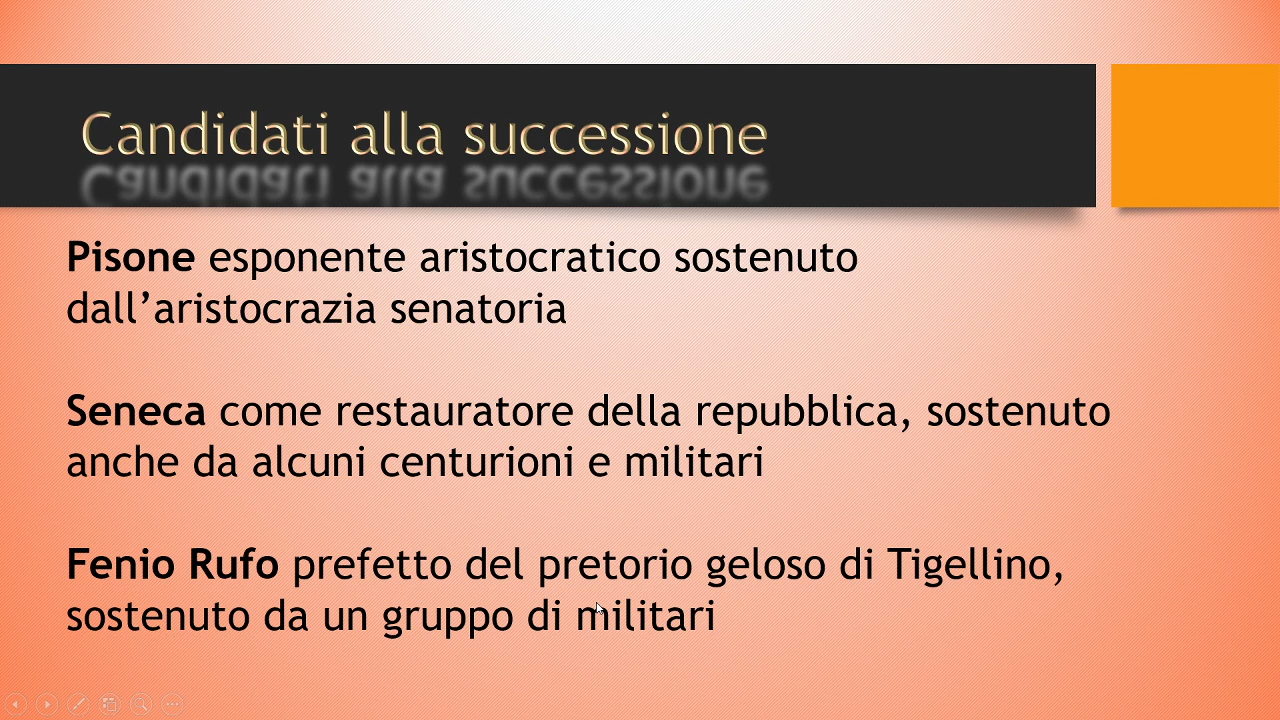 Candidati alla successione
Pisone esponente aristocratico sostenuto
dall’aristocrazia senatoria
Seneca come restauratore della repubblica, sostenuto
anche da alcuni centurioni e militari
Fenio Rufo prefetto del pretorio geloso di Tigellino,
sostenuto da un gruppo di militari